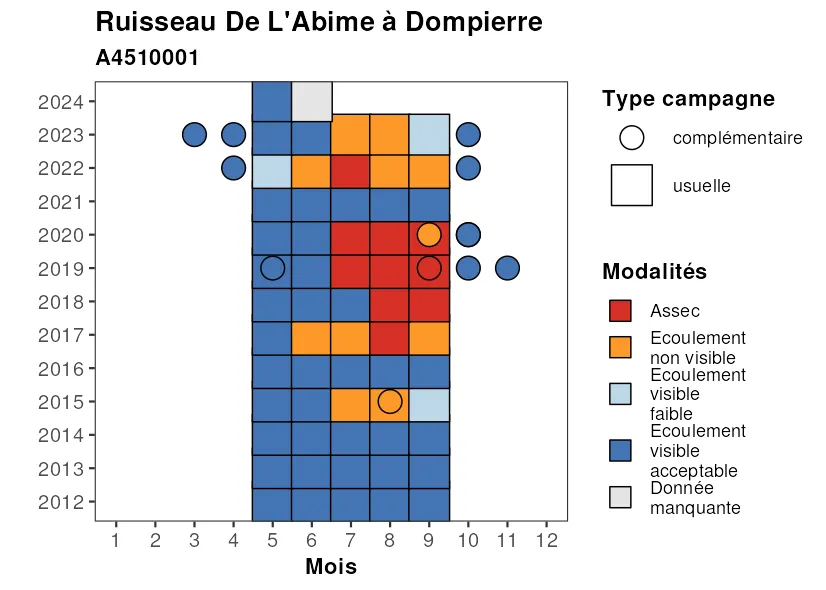 Ruisseau De L'Abime à Dompierre
A4510001
2024
2023
2022
2021
2020
2019
2018
2017
2016
2015
2014
2013
2012
1 2 3 4 5 6 7 8 9 10 11 12
Mois
Type campagne
complémentaire
usuelle
Modalités
Assec
Ecoulement
non visible
Ecoulement
visible
faible
Ecoulement
visible
acceptable
Donnée
manquante